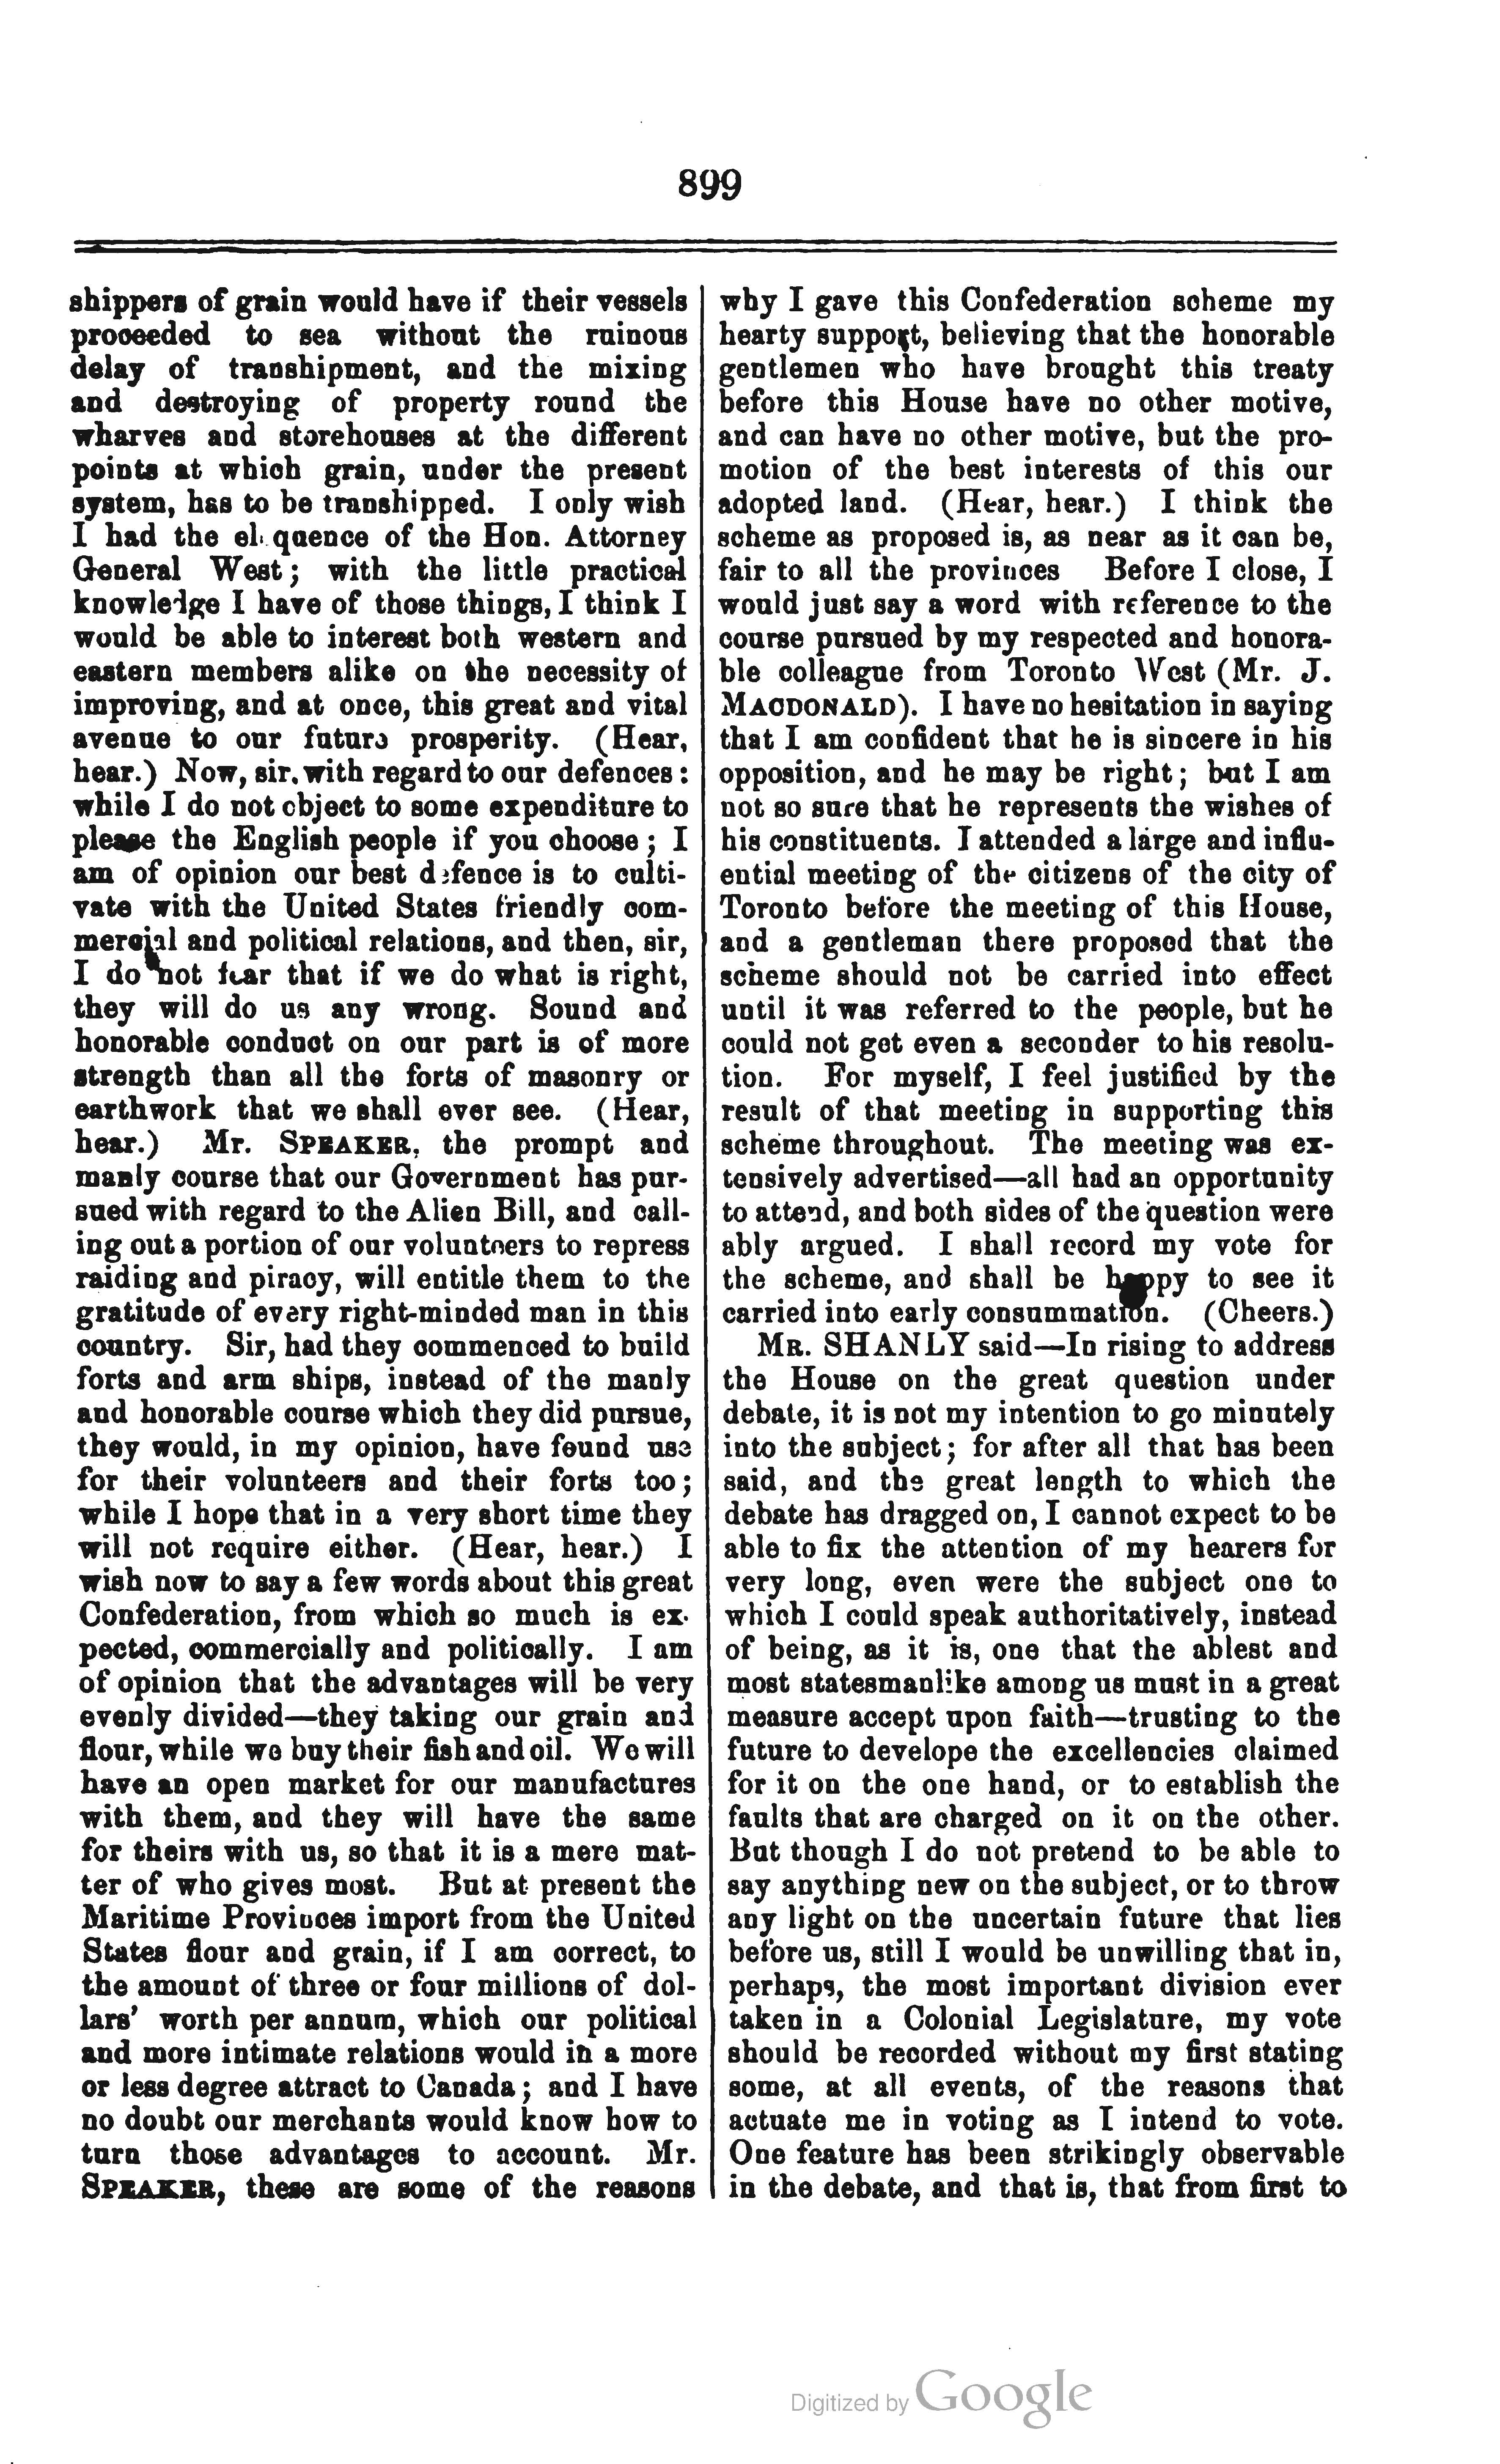 899
shippers of grain would have if their vessels
proceeded to sea without the ruinous
delay of transhipment, and the mixing
and destroying of property round the
wharves and storehouses at the different
points at which grain, under the present
system, has to be transhipped. I only wish
I had the eloquence of the Hon. Attorney
General West; with the little practical
knowledge I have of those things, I think I
would be able to interest both western and
eastern members alike on the necessity of
improving, and at once, this great and vital
avenue to our future prosperity. (Hear,
hear.) Now, sir, with regard to our defences:
while I do not object to some expenditure to
please the English people if you choose; I
am of opinion our best defence is to culti-
vate with the United States friendly com-
mercial and political relations, and then, sir,
I do not fear that if we do what is right,
they will do us any wrong. Sound and
honorable conduct on our part is of more
strength than all the forts of masonry or
earthwork that we shall ever see. (Hear,
hear.) Mr. SPEAKER, the prompt and
manly course that our Government has pur-
sued with regard to the Alien Bill, and call-
ing out a portion of our volunteers to repress
raiding and piracy, will entitle them to the
gratitude of every right-minded man in this
country. Sir, had they commenced to build
forts and arm ships, instead of the manly
and honorable course which they did pursue,
they would, in my opinion, have found use
for their volunteers and their forts too;
while I hope that in a very short time they
will not require either. (Hear, hear.) I
wish now to say a few words about this great
Confederation, from which so much is ex-
pected, commercially and politically. I am
of opinion that the advantages will be very
evenly divided—they taking our grain and
flour, while we buy their fish and oil. We will
have an open market for our manufactures
with them, and they will have the same
for theirs with us, so that it is a mere mat-
ter of who gives most. But at present the
Maritime Provinces import from the United
States flour and grain, if I am correct, to
the amount of three or four millions of dol-
lars' worth per annum, which our political
and more intimate relations would in a more
or less degree attract to Canada; and I have
no doubt our merchants would know how to
turn those advantages to account. Mr.
SPEAKER, these are some of the reasons
why I gave this Confederation scheme my
hearty support, believing that the honorable
gentlemen who have brought this treaty
before this House have no other motive,
and can have no other motive, but the pro-
motion of the best interests of this our
adopted land. (Hear, hear.) I think the
scheme as proposed is, as near as it can be,
fair to all the provinces Before I close, I
would just say a word with reference to the
course pursued by my respected and honora-
ble colleague from Toronto West (Mr. J.
MACDONALD). I have no hesitation in saying
that I am confident that he is sincere in his
opposition, and he may be right; but I am
not so sure that he represents the wishes of
his constituents. I attended a large and influ-
ential meeting of the citizens of the city of
Toronto before the meeting of this House,
and a gentleman there proposed that the
scheme should not be carried into effect
until it was referred to the people, but he
could not get even a seconder to his resolu-
tion. For myself, I feel justified by the
result of that meeting in supporting this
scheme throughout. The meeting was ex-
tensively advertised—all had an opportunity
to attend, and both sides of the question were
ably argued. I shall record my vote for
the scheme, and shall be happy to see it
carried into early consummation. (Cheers.)
MR. SHANLY said—In rising to address
the House on the great question under
debate, it is not my intention to go minutely
into the subject; for after all that has been
said, and the great length to which the
debate has dragged on, I cannot expect to be
able to fix the attention of my hearers for
very long, even were the subject one to
which I could speak authoritatively, instead
of being, as it is, one that the ablest and
most statesmanlike among us must in a great
measure accept upon faith—trusting to the
future to develope the excellencies claimed
for it on the one hand, or to establish the
faults that are charged on it on the other.
But though I do not pretend to be able to
say anything new on the subject, or to throw
any light on the uncertain future that lies
before us, still I would be unwilling that in,
perhaps, the most important division ever
taken in a Colonial Legislature, my vote
should be recorded without my first stating
some, at all events, of the reasons that
actuate me in voting as I intend to vote.
One feature has been strikingly observable
in the debate, and that is, that from first to
Digitized by Google